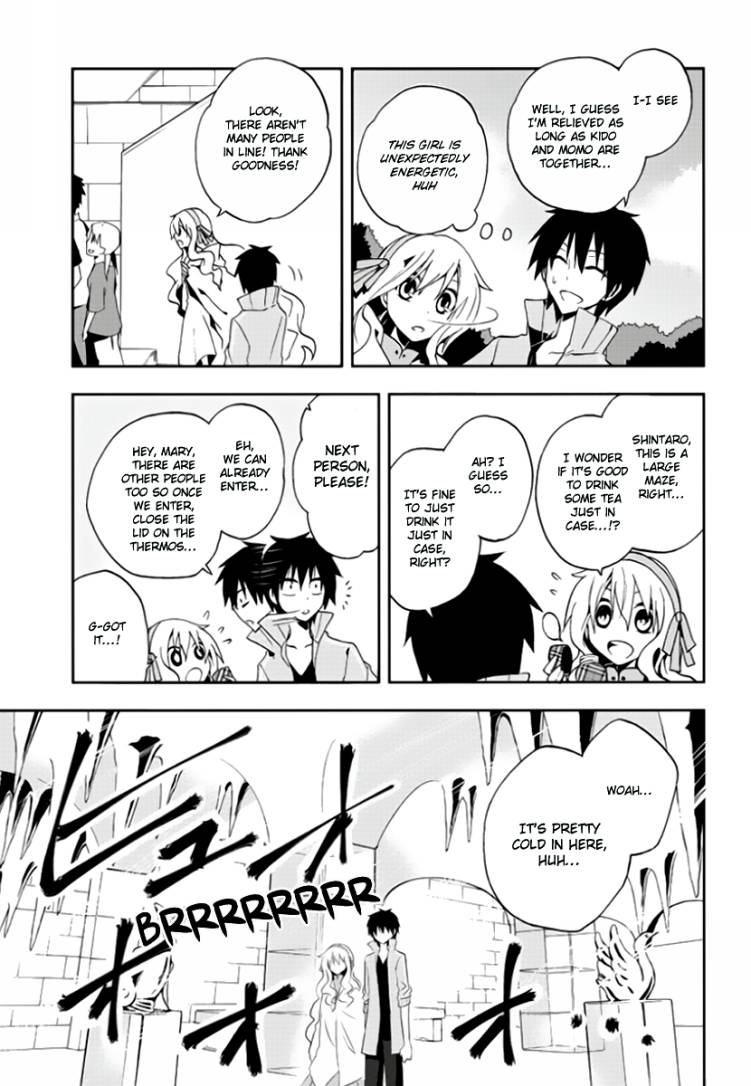 I-I SEE
WELL, I GUESS
I'M RELIEVED AS
LONG AS KIDO
AND MOMO ARE
TOGETHER...
THIS GIRL IS
UNEXPECTEDLY
ENERGETIC,
HUH
LOOK,
THERE AREN'T
MANY PEOPLE
IN LINE! THANK
GOODNESS!
SHINTARO,
THIS IS A
LARGE
MAZE,
RIGHT...
I WONDER
IF IT'S GOOD
TO DRINK
SOME TEA
JUST IN
CASE...!?
AH? I
GUESS
SO...
IT'S FINE
TO JUST
DRINK IT
JUST IN
CASE,
RIGHT?
NEXT
PERSON,
PLEASE!
EH,
WE CAN
ALREADY
ENTER...
HEY, MARY,
THERE ARE
OTHER PEOPLE
TOO SO ONCE
WE ENTER,
CLOSE THE
LID ON THE
THERMOS...
G-GOT
IT...!
WOAH...
IT'S PRETTY
COLD IN HERE,
HUH...
ビュオ
オオ
BRRRRRRRRR